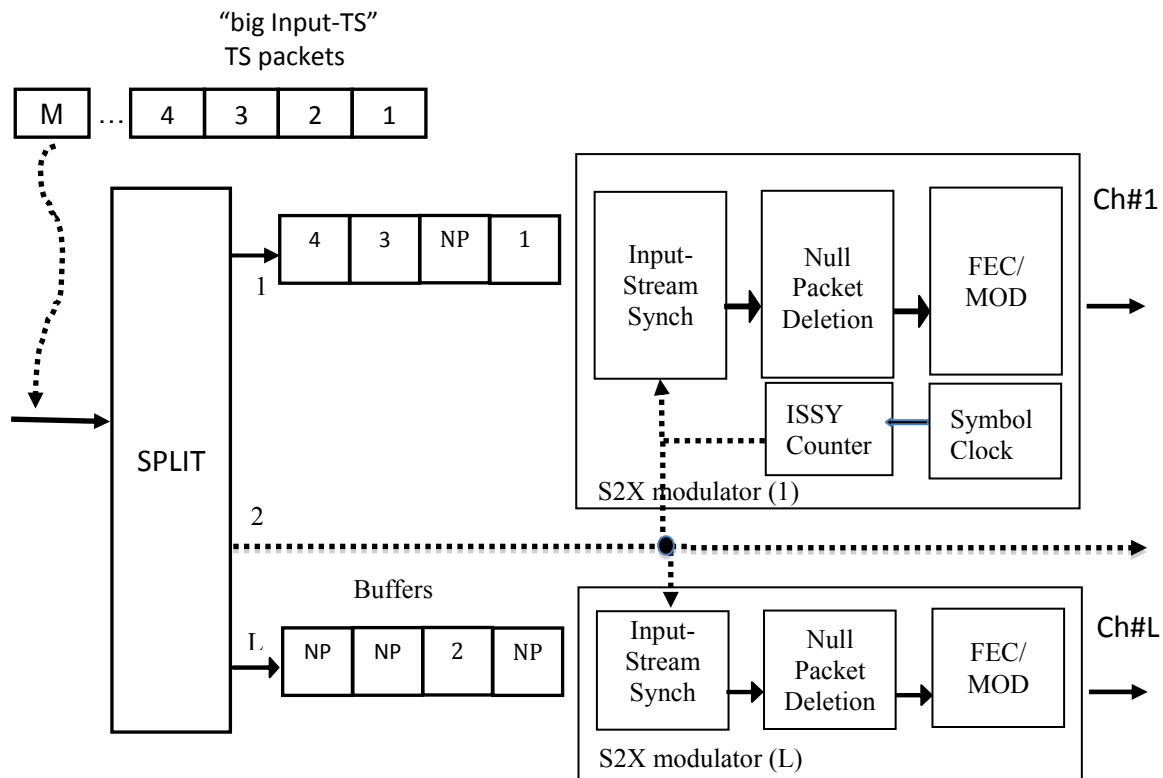 “big Input-TS”
TS packets
M … 4 3 2 1
4 3 NP 1
1
SPLIT
2
Buffers
L
NP NP 2 NP
Input-
Stream
Synch
Null
Packet
Deletion
FEC/
MOD
ISSY
Counter
Symbol
Clock
S2X modulator (1)
Ch#1
Input-
Stream
Synch
Null
Packet
Deletion
FEC/
MOD
S2X modulator (L)
Ch#L